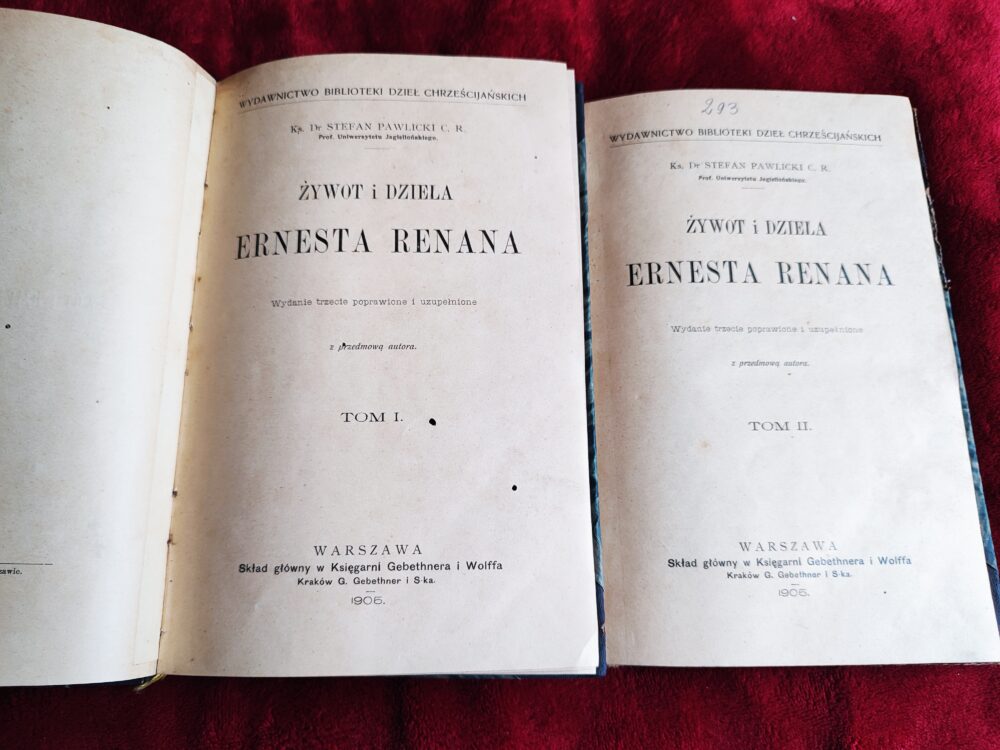 WYDAWNICTWO BIBLIOTEKI DZIEŁ CHRZEŚCIJAŃSKICH
Ks. Dr STEFAN PAWLICKI C. R.
Prof. Uniwersytetu Jagiellońskiego.
ŻYWOT i DZIELA
ERNESTA RENANA
Wydanie trzecie poprawione i uzupełnione
z przedmową autora.
TOM I.
WARSZAWA
Skład główny w Księgarni Gebethnera i Wolffa
Kraków G. Gebethner i S-ka.
1905.
293
WYDAWNICTWO BIBLIOTEKI DZIEŁ CHRZEŚCIJAŃSKICH
Ks. Dr STEFAN PAWLICKI C. R.
Prof. Uniwersytetu Jagiellońskiego.
ŻYWOT i DZIELA
ERNESTA RENANA
Wydanie trzecie poprawione i uzupełnione
z przedmową autora.
TOM II.
WARSZAWA
Skład główny w Księgarni Gebethnera i Wolffa
Kraków G. Gebethner i S-ka.
1905.